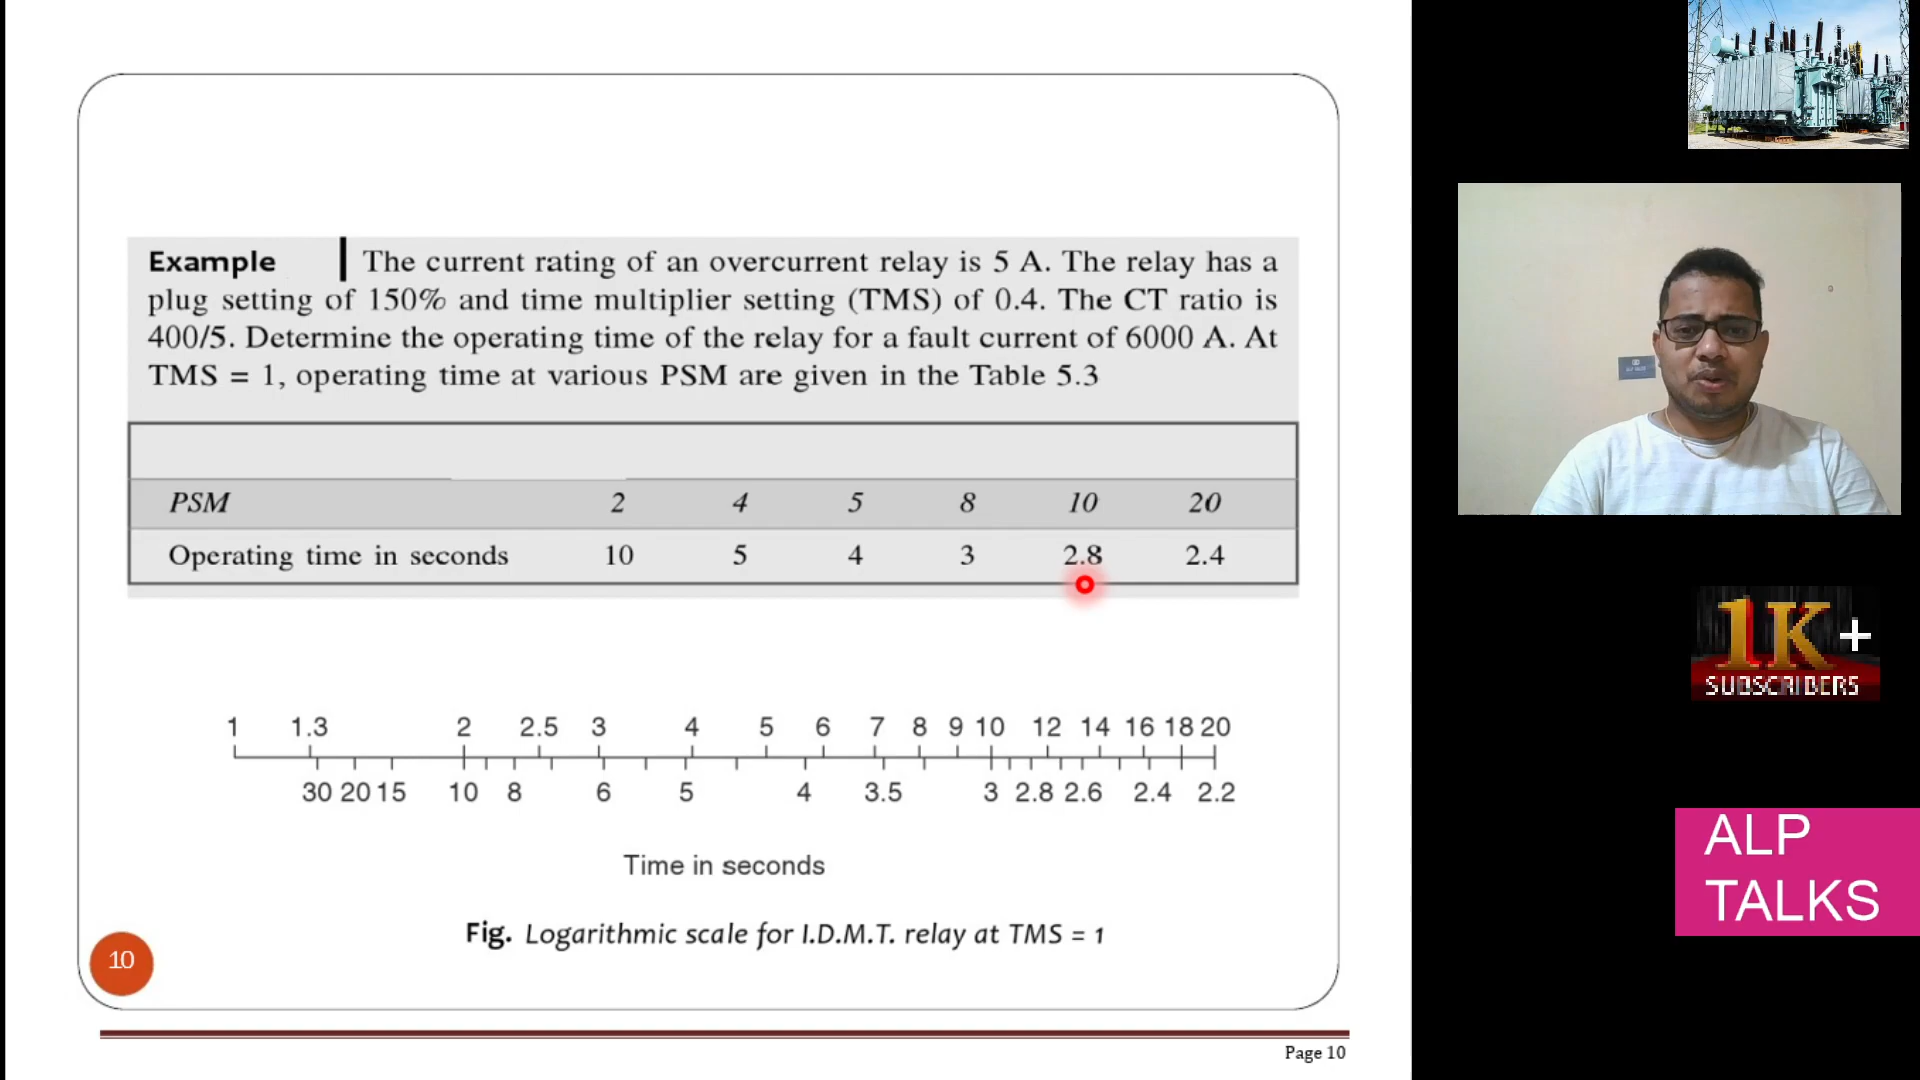 Example The current rating of an overcurrent relay is 5 A. The relay has a
plug setting of 150% and time multiplier setting (TMS) of 0.4. The CT ratio is
400/5. Determine the operating time of the relay for a fault current of 6000 A. At
TMS = 1, operating time at various PSM are given in the Table 5.3
PSM 2 4 5 8 10 20
Operating time in seconds 10 5 4 3 2.8 2.4
1 1.3 2 2.5 3 4 5 6 7 8 9 10 12 14 16 18 20
30 20 15 10 8 6 5 4 3.5 3 2.8 2.6 2.4 2.2
Time in seconds
Fig. Logarithmic scale for I.D.M.T. relay at TMS = 1
10
Page 10
1K+
SUBSCRIBERS
ALP
TALKS